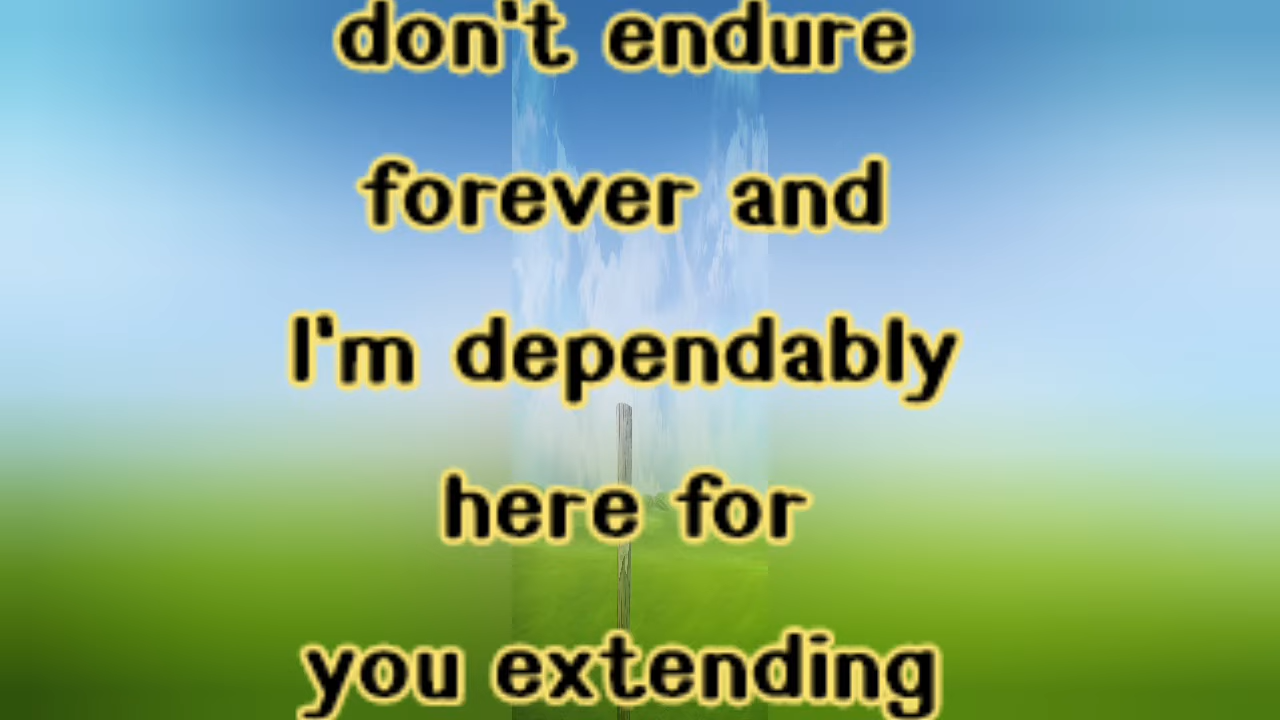 don't endure
forever and
I'm dependably
here for
you extending